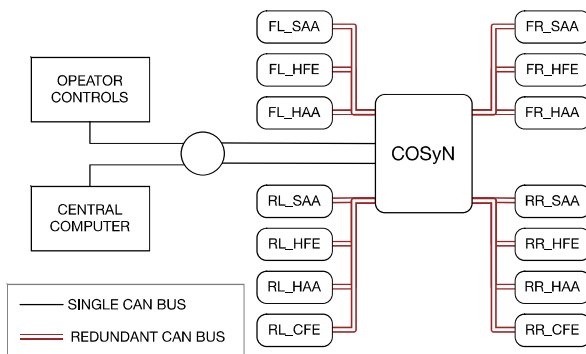 OPEATOR
CONTROLS
CENTRAL
COMPUTER
FL_SAA
FL_HFE
FL_HAA
FR_SAA
FR_HFE
FR_HAA
COSyN
RL_SAA
RL_HFE
RL_HAA
RL_CFE
RR_SAA
RR_HFE
RR_HAA
RR_CFE
SINGLE CAN BUS
REDUNDANT CAN BUS